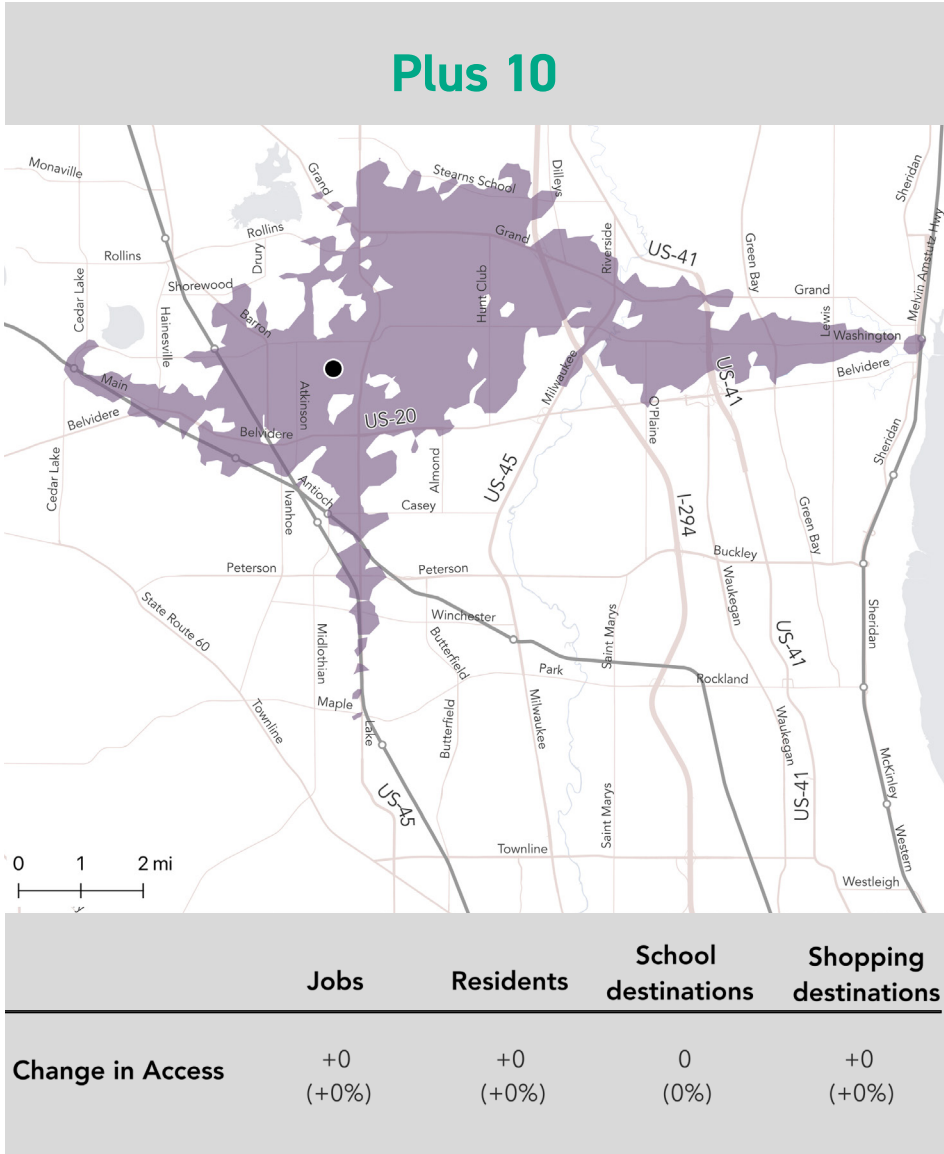 Plus 10
Monaville
Grand
Stearns School
Dilleys
Sheridan
Rollins
Drury
Rollins
Grand
Riverside
US-41
Green Bay
Melvin Amstutz Hwy
Cedar Lake
Shorewood
Hainesville
Barron
Hunt Club
Grand
Lewis
Washington
Main
Atkinson
Milwaukee
US-41
Belvidere
Belvidere
Belvidere
US-20
O'Plaine
Sheridan
Cedar Lake
Antioch
Ivanhoe
Almond
Casey
US-45
I-294
Green Bay
Buckley
Peterson
Peterson
Waukegan
State Route 60
Winchester
Midlothian
Butterfield
Saint Marys
US-41
Sheridan
Park
Rockland
Maple
Townline
Lake
Butterfield
Milwaukee
Waukegan
US-45
Saint Marys
US-41
McKinley
Western
Townline
Westleigh
0 1 2 mi
Jobs Residents School destinations Shopping destinations
Change in Access
+0 +0 0 +0
(+0%) (+0%) (0%) (+0%)